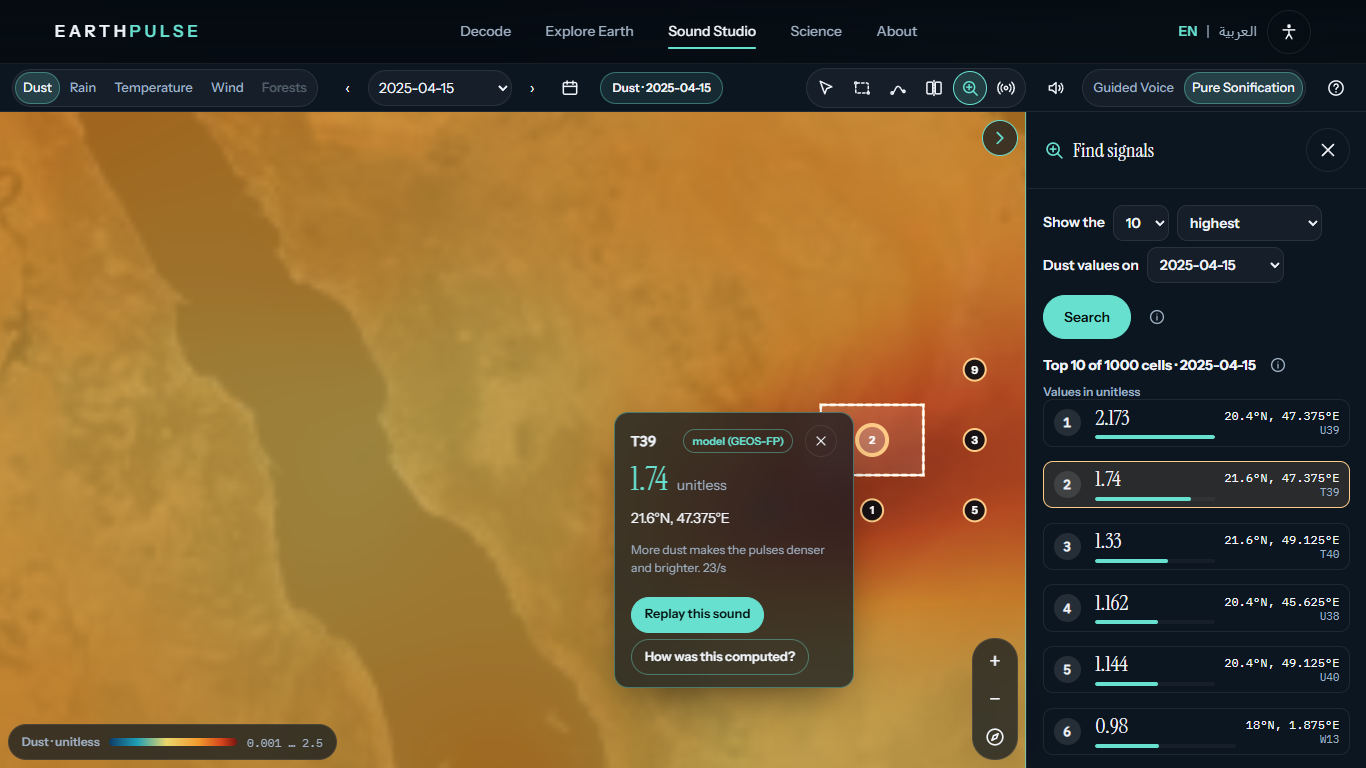 EARTHPULSE
Decode
Explore Earth
Sound Studio
Science
About
EN | العربية
Dust
Rain
Temperature
Wind
Forests
2025-04-15
Dust·2025-04-15
Guided Voice
Pure Sonification
Find signals
Show the 10 highest
Dust values on 2025-04-15
Search
Top 10 of 1000 cells·2025-04-15
Values in unitless
1 2.173 20.4°N, 47.375°E
U39
2 1.74 21.6°N, 47.375°E
T39
3 1.33 21.6°N, 49.125°E
T40
4 1.162 20.4°N, 45.625°E
U38
5 1.144 20.4°N, 49.125°E
U40
6 0.98 18°N, 1.875°E
W13
9
2
3
1
5
T39 model (GEOS-FP)
1.74 unitless
21.6°N, 47.375°E
More dust makes the pulses denser
and brighter. 23/s
Replay this sound
How was this computed?
Dust·unitless 0.001 … 2.5